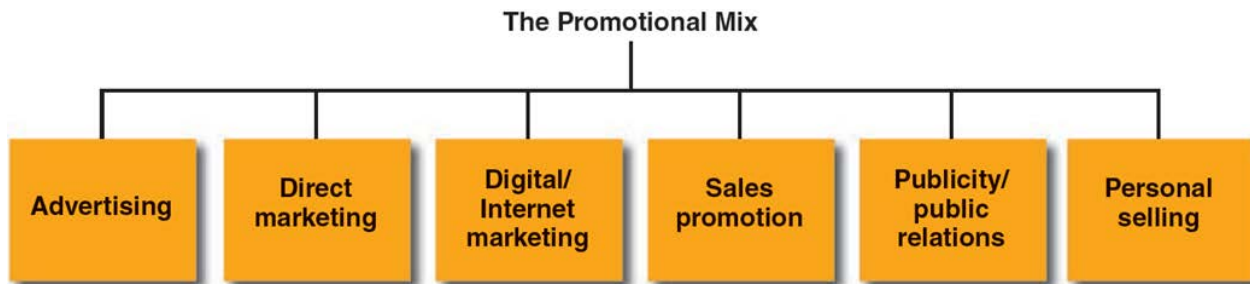 The Promotional Mix
Advertising
Direct
marketing
Digital/
Internet
marketing
Sales
promotion
Publicity/
public
relations
Personal
selling